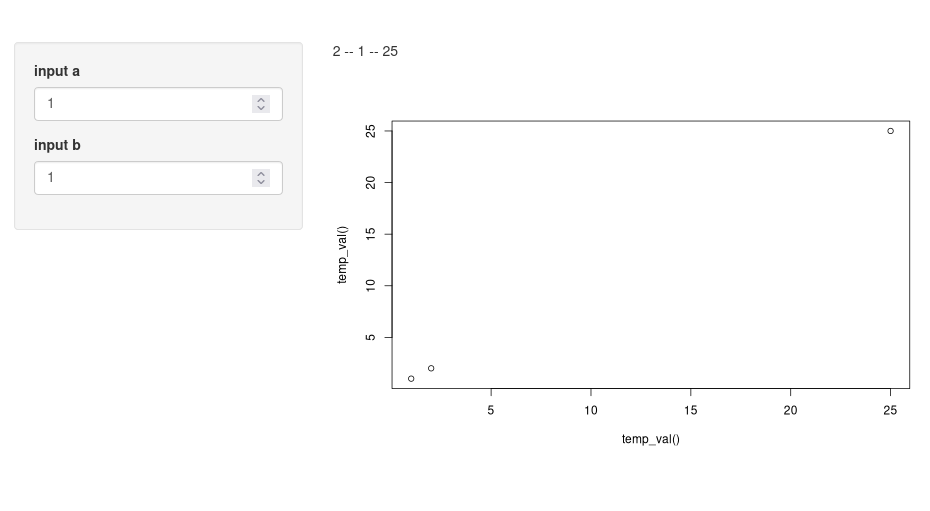 input a
1
input b
1
2 -- 1 -- 25
25
20
15
10
5
temp_val()
5 10 15 20 25
temp_val()